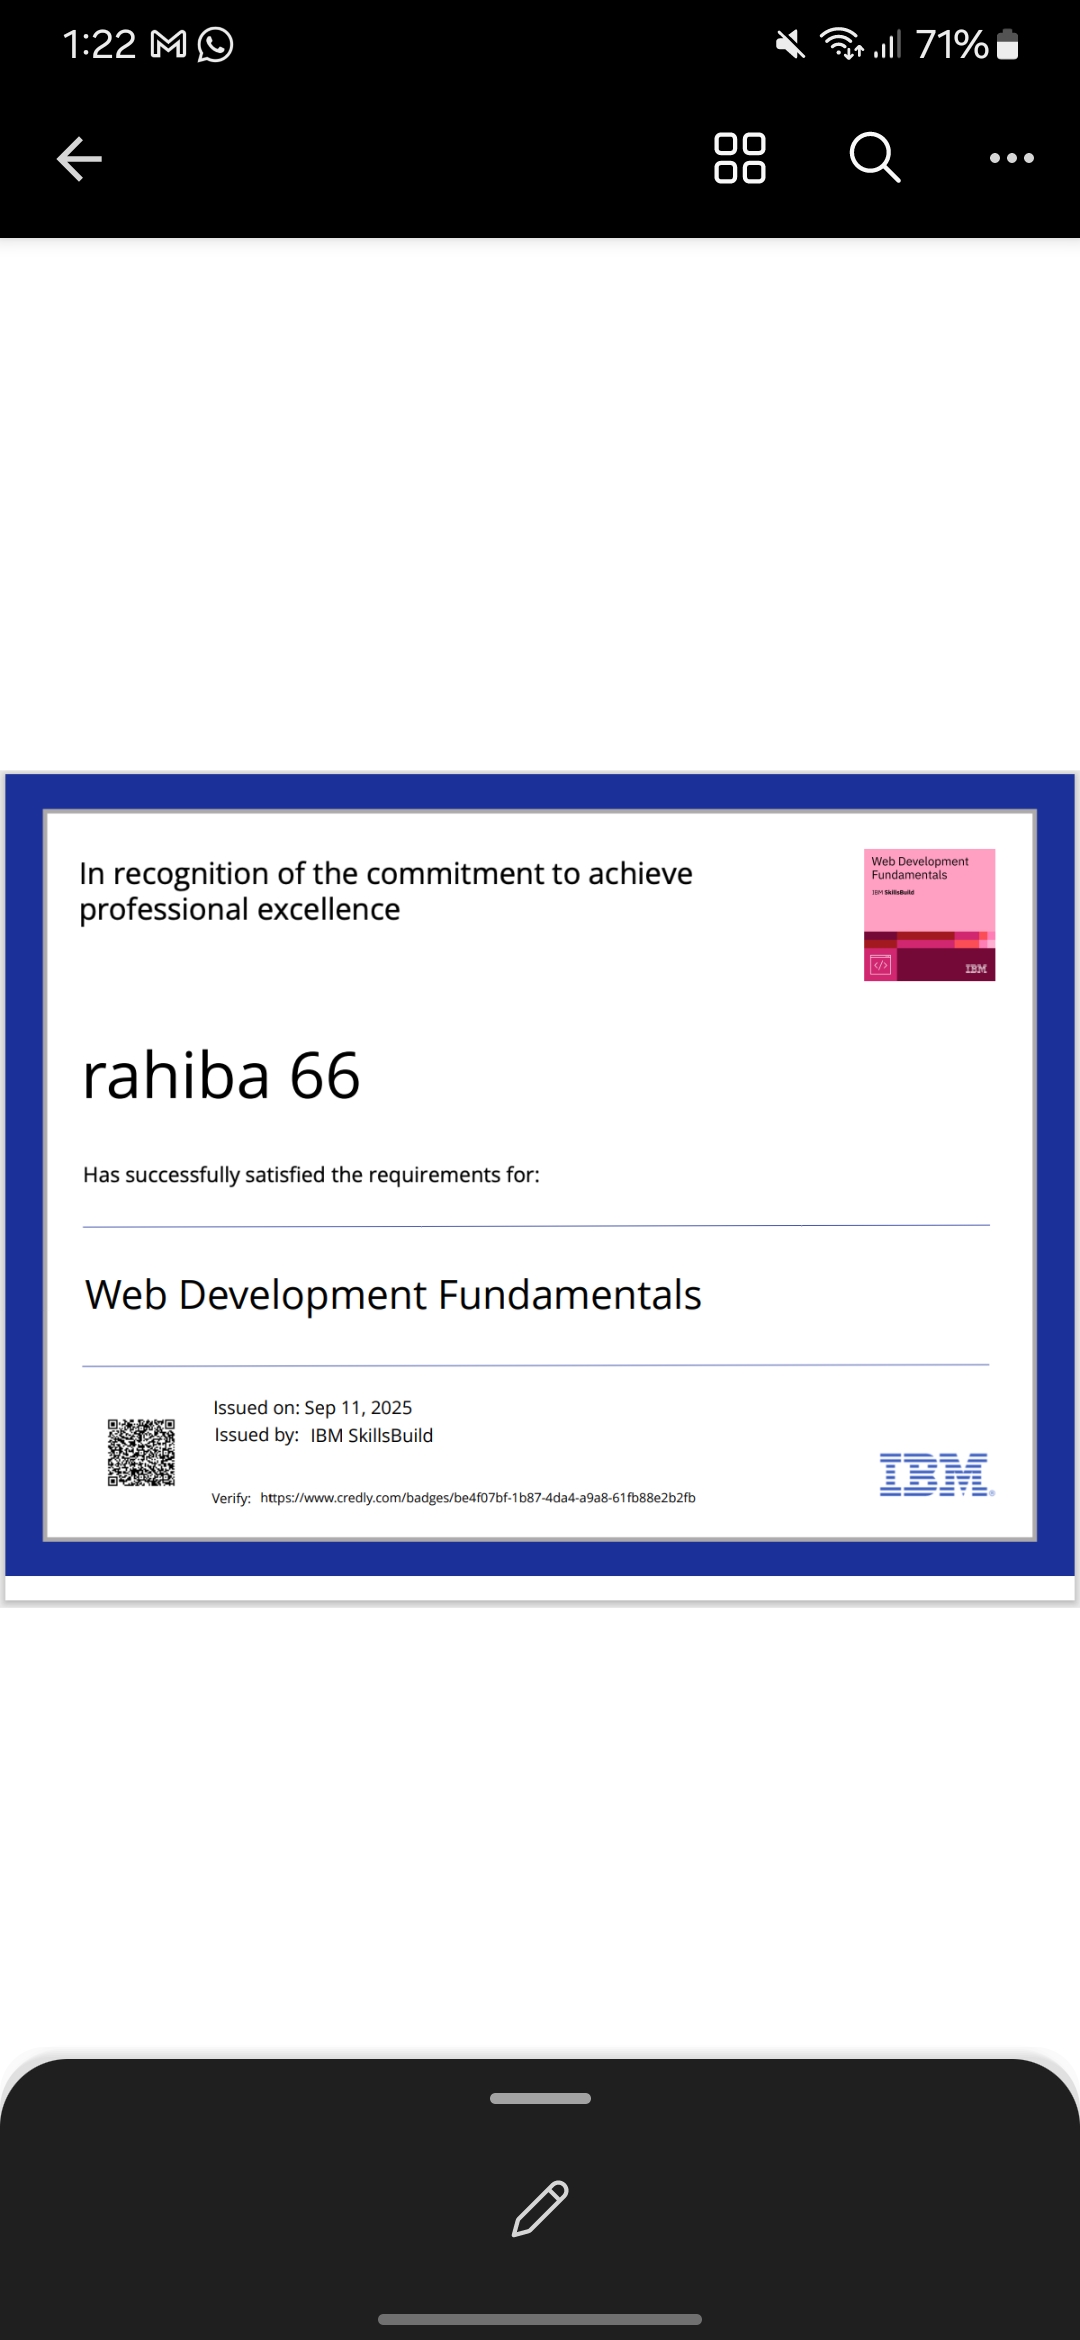 1:22
71%
In recognition of the commitment to achieve
professional excellence
Web Development
Fundamentals
IBM SkillsBuild
</>
IBM
rahiba 66
Has successfully satisfied the requirements for:
Web Development Fundamentals
Issued on: Sep 11, 2025
Issued by: IBM SkillsBuild
Verify: https://www.credly.com/badges/be4f07bf-1b87-4da4-a9a8-61fb88e2b2fb
IBM